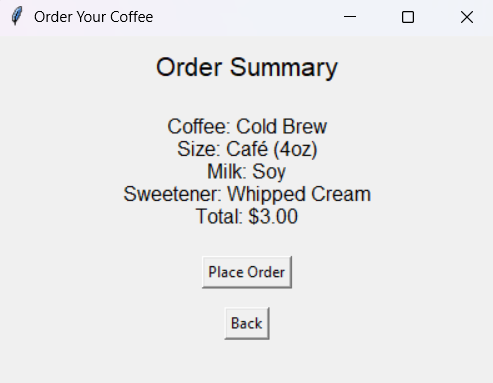 Order Your Coffee
Order Summary
Coffee: Cold Brew
Size: Café (4oz)
Milk: Soy
Sweetener: Whipped Cream
Total: $3.00
Place Order
Back